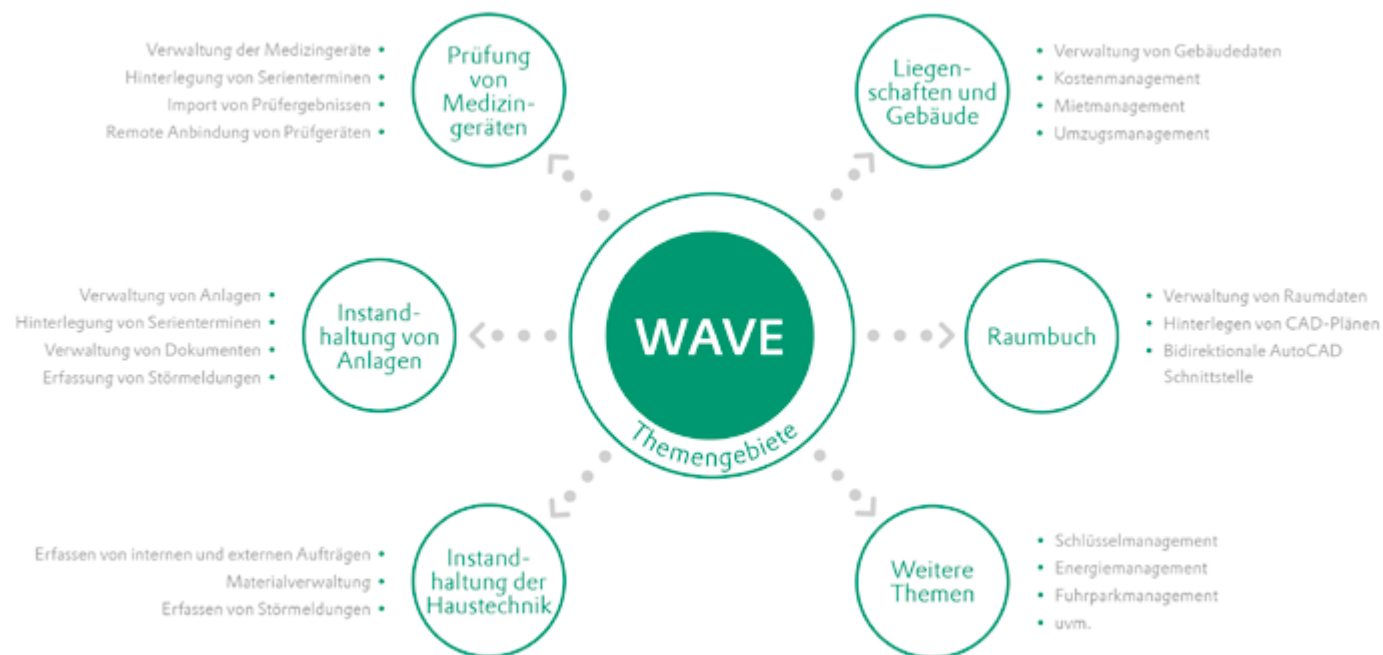 Verwaltung der Medizingeräte •
Hinterlegung von Serienterminen •
Import von Prüfergebnissen •
Remote Anbindung von Prüfgeräten •
Prüfung
von
Medizin-
geräten
Liegen-
schaften und
Gebäude
• Verwaltung von Gebäudedaten
• Kostenmanagement
• Mietmanagement
• Umzugsmanagement
Verwaltung von Anlagen •
Hinterlegung von Serienterminen •
Verwaltung von Dokumenten •
Erfassung von Störmeldungen •
Instand-
haltung von
Anlagen
WAVE
Themengebiete
Raumbuch
• Verwaltung von Raumdaten
• Hinterlegen von CAD-Plänen
• Bidirektionale AutoCAD
Schnittstelle
Erfassen von internen und externen Aufträgen •
Materialverwaltung •
Erfassen von Störmeldungen •
Instand-
haltung der
Haustechnik
Weitere
Themen
• Schlüsselmanagement
• Energiemanagement
• Fuhrparkmanagement
• uvm.